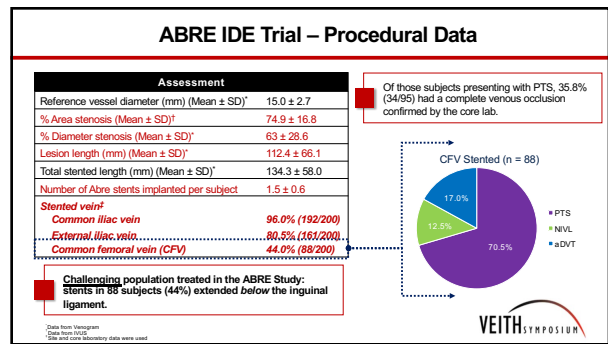 ABRE IDE Trial – Procedural Data
Assessment
Reference vessel diameter (mm) (Mean ± SD)* 15.0 ± 2.7
% Area stenosis (Mean ± SD)† 74.9 ± 16.8
% Diameter stenosis (Mean ± SD)* 63 ± 28.6
Lesion length (mm) (Mean ± SD)* 112.4 ± 66.1
Total stented length (mm) (Mean ± SD)* 134.3 ± 58.0
Number of Abre stents implanted per subject 1.5 ± 0.6
Stented vein‡
Common iliac vein 96.0% (192/200)
External iliac vein 80.5% (161/200)
Common femoral vein (CFV) 44.0% (88/200)
Challenging population treated in the ABRE Study:
stents in 88 subjects (44%) extended below the inguinal
ligament.
Of those subjects presenting with PTS, 35.8%
(34/95) had a complete venous occlusion
confirmed by the core lab.
CFV Stented (n = 88)
17.0%
12.5%
70.5%
PTS
NIVL
aDVT
Data from Venogram
Data from IVUS
Site and core laboratory data were used
VEITHSYMPOSIUM